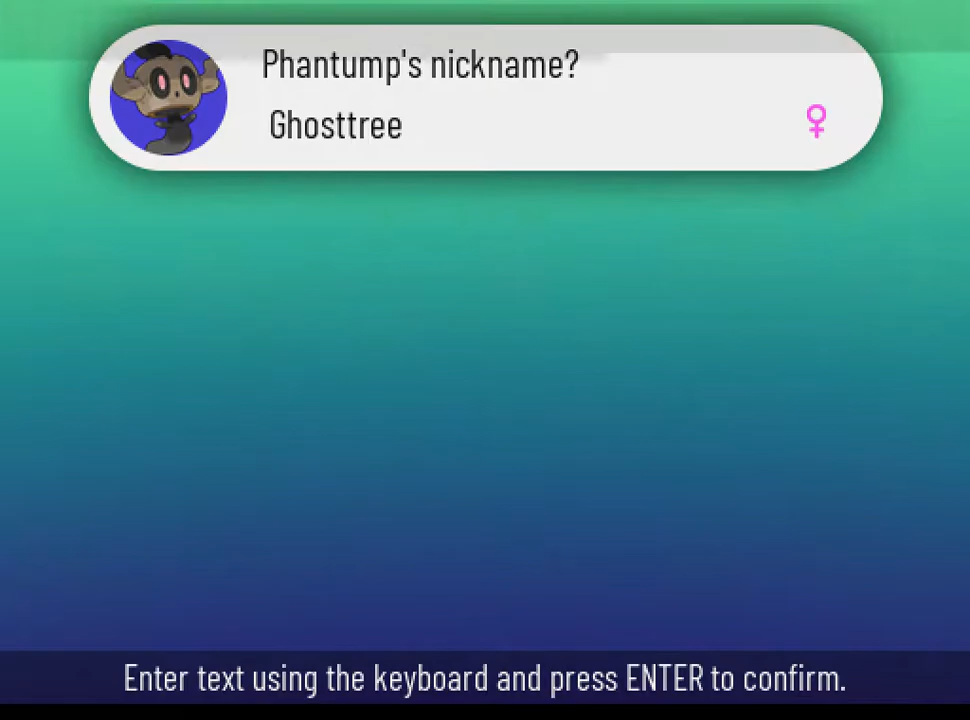 Phantump's nickname?
Ghosttree ♀
Enter text using the keyboard and press ENTER to confirm.